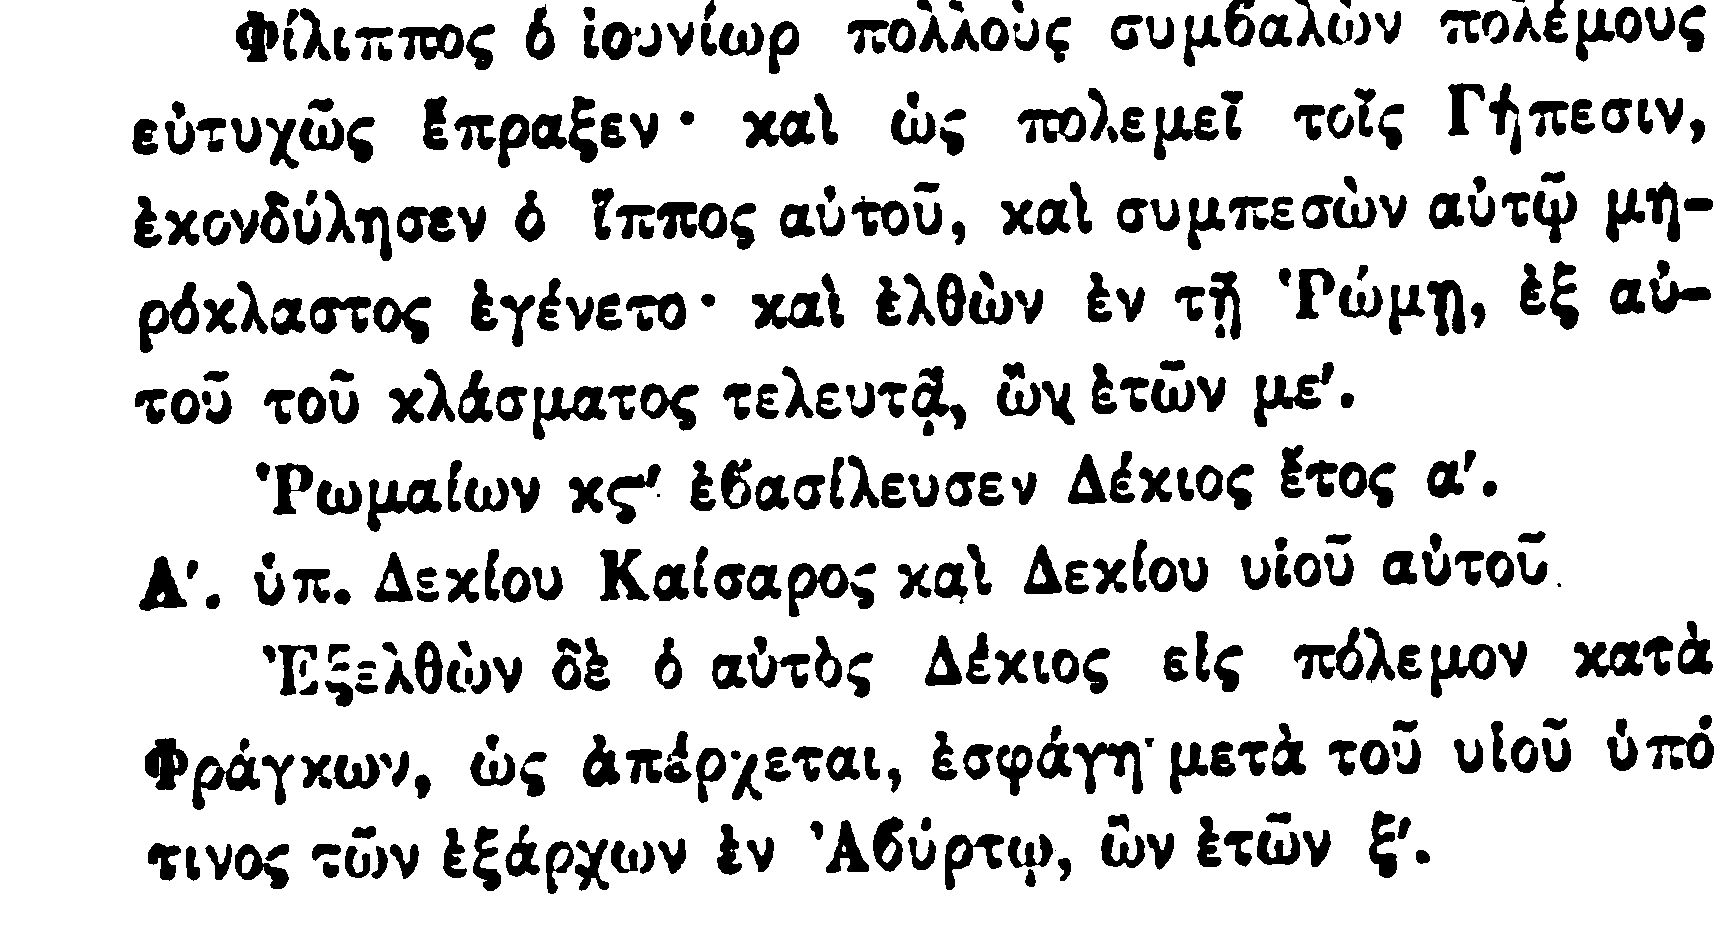 Φίλιππος ὁ ἰουνίωρ πολλοὺς συμϐαλὼν πολέμους
εὐτυχῶς ἔπραξεν· καὶ ὡς πολεμεῖ τοῖς Γήπεσιν,
ἐκονδύλησεν ὁ ἵππος αὐτοῦ, καὶ συμπεσὼν αὐτῷ μη-
ρόκλαστος ἐγένετο· καὶ ἐλθὼν ἐν τῇ Ῥώμῃ, ἐξ αὐ-
τοῦ τοῦ κλάσματος τελευτᾷ, ὢν ἐτῶν με′.
Ῥωμαίων κς′ ἐϐασίλευσεν Δέκιος ἔτος α′.
Α′. ὑπ. Δεκίου Καίσαρος καὶ Δεκίου υἱοῦ αὐτοῦ.
Ἐξελθὼν δὲ ὁ αὐτὸς Δέκιος εἰς πόλεμον κατὰ
Φράγκων, ὡς ἀπέρχεται, ἐσφάγη μετὰ τοῦ υἱοῦ ὑπό
τινος τῶν ἐξάρχων ἐν Ἀϐύρτῳ, ὢν ἐτῶν ξ′.